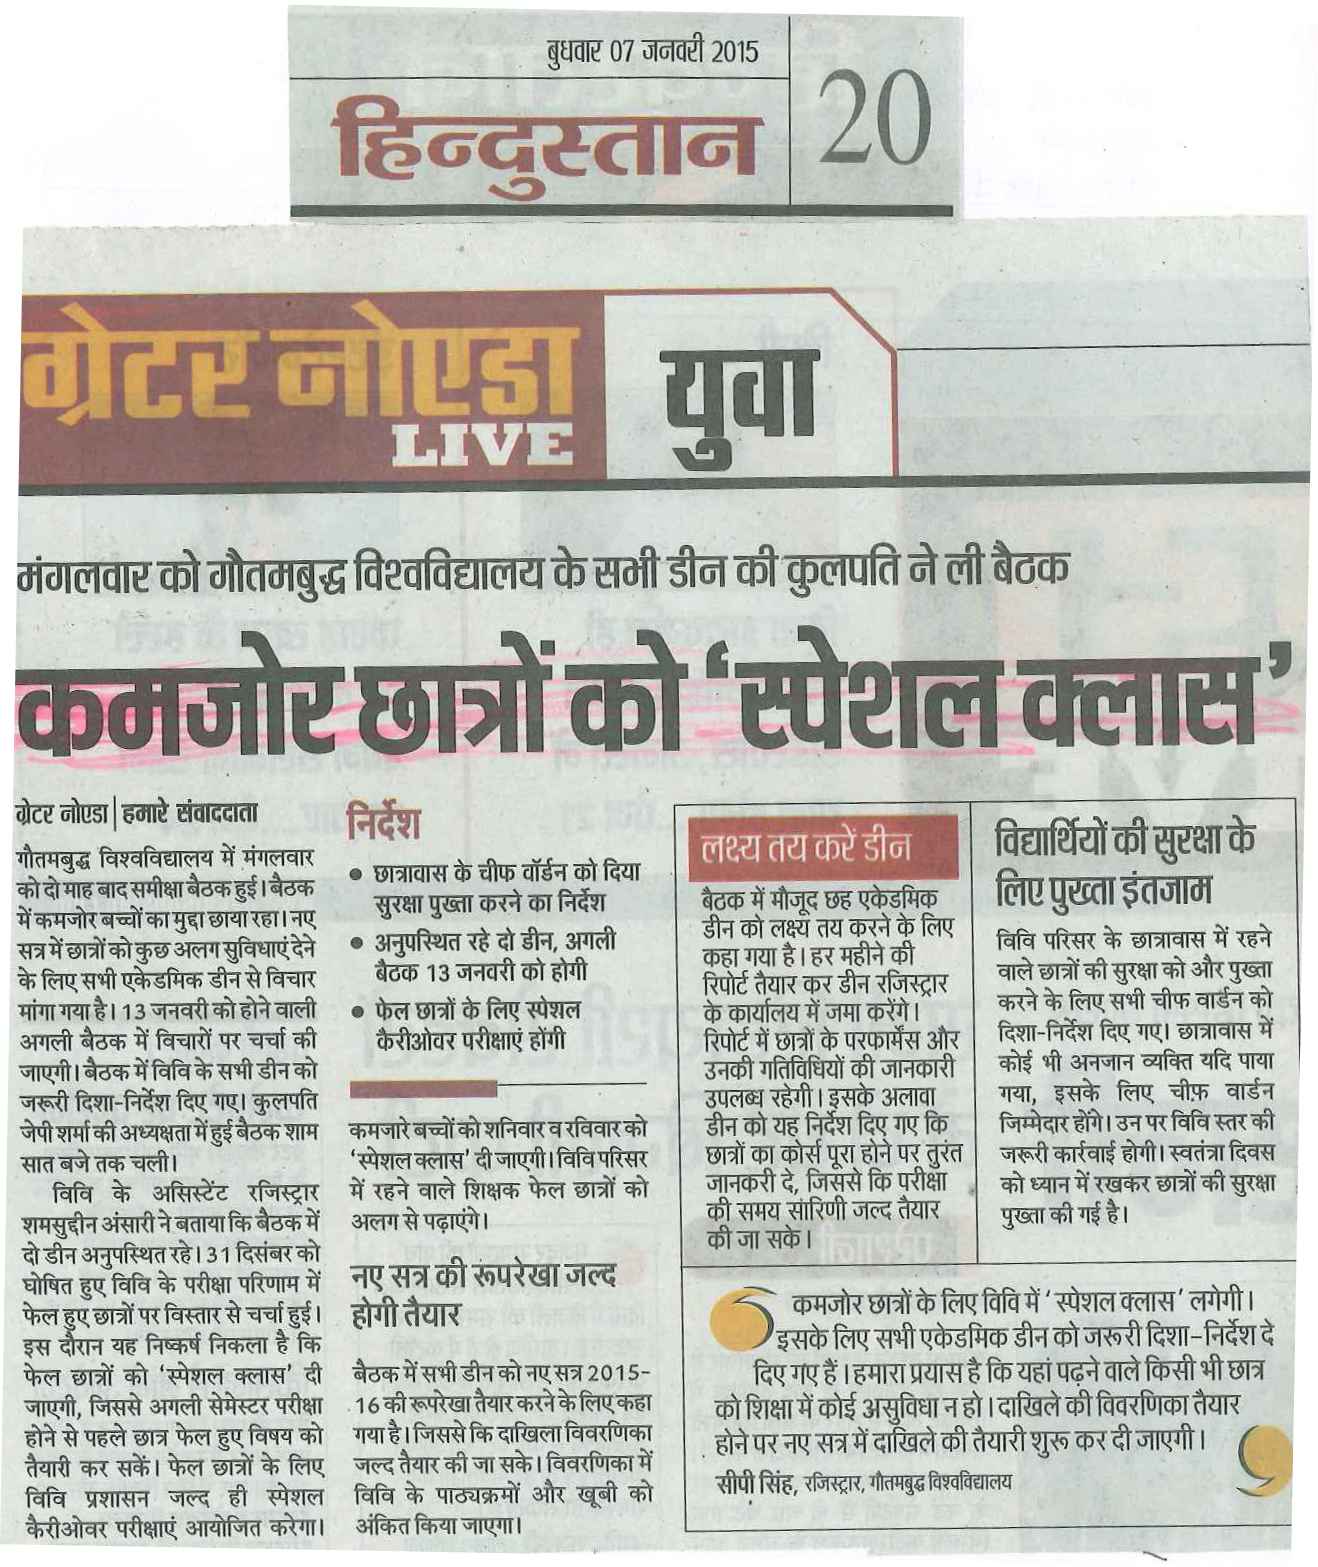 बुधवार 07 जनवरी 2015
हिन्दुस्तान
20
ग्रेटर नोएडा
LIVE
युवा
मंगलवार को गौतमबुद्ध विश्वविद्यालय के सभी डीन की कुलपति ने ली बैठक
कमजोर छात्रों को ‘स्पेशल क्लास’
ग्रेटर नोएडा | हमारे संवाददाता
गौतमबुद्ध विश्वविद्यालय में मंगलवार
को दो माह बाद समीक्षा बैठक हुई। बैठक
में कमजोर बच्चों का मुद्दा छाया रहा। नए
सत्र में छात्रों को कुछ अलग सुविधाएं देने
के लिए सभी एकेडमिक डीन से विचार
मांगा गया है। 13 जनवरी को होने वाली
अगली बैठक में विचारों पर चर्चा की
जाएगी। बैठक में विवि के सभी डीन को
जरूरी दिशा-निर्देश दिए गए। कुलपति
जेपी शर्मा की अध्यक्षता में हुई बैठक शाम
सात बजे तक चली।
विवि के असिस्टेंट रजिस्ट्रार
शमसुद्दीन अंसारी ने बताया कि बैठक में
दो डीन अनुपस्थित रहे। 31 दिसंबर को
घोषित हुए विवि के परीक्षा परिणाम में
फेल हुए छात्रों पर विस्तार से चर्चा हुई।
इस दौरान यह निष्कर्ष निकला है कि
फेल छात्रों को ‘स्पेशल क्लास’ दी
जाएगी, जिससे अगली सेमेस्टर परीक्षा
होने से पहले छात्र फेल हुए विषय को
तैयारी कर सकें। फेल छात्रों के लिए
विवि प्रशासन जल्द ही स्पेशल
कैरीओवर परीक्षाएं आयोजित करेगा।
निर्देश
• छात्रावास के चीफ वॉर्डन को दिया
सुरक्षा पुख्ता करने का निर्देश
• अनुपस्थित रहे दो डीन, अगली
बैठक 13 जनवरी को होगी
• फेल छात्रों के लिए स्पेशल
कैरीओवर परीक्षाएं होंगी
कमजारे बच्चों को शनिवार व रविवार को
‘स्पेशल क्लास’ दी जाएगी। विवि परिसर
में रहने वाले शिक्षक फेल छात्रों को
अलग से पढ़ाएंगे।
नए सत्र की रूपरेखा जल्द
होगी तैयार
बैठक में सभी डीन को नए सत्र 2015-
16 की रूपरेखा तैयार करने के लिए कहा
गया है। जिससे कि दाखिला विवरणिका
जल्द तैयार की जा सके। विवरणिका में
विवि के पाठ्यक्रमों और खूबी को
अंकित किया जाएगा।
लक्ष्य तय करें डीन
बैठक में मौजूद छह एकेडमिक
डीन को लक्ष्य तय करने के लिए
कहा गया है। हर महीने की
रिपोर्ट तैयार कर डीन रजिस्ट्रार
के कार्यालय में जमा करेंगे।
रिपोर्ट में छात्रों के परफार्मेंस और
उनकी गतिविधियों की जानकारी
उपलब्ध रहेगी। इसके अलावा
डीन को यह निर्देश दिए गए कि
छात्रों का कोर्स पूरा होने पर तुरंत
जानकरी दे, जिससे कि परीक्षा
की समय सारिणी जल्द तैयार
की जा सके।
विद्यार्थियों की सुरक्षा के
लिए पुख्ता इंतजाम
विवि परिसर के छात्रावास में रहने
वाले छात्रों की सुरक्षा को और पुख्ता
करने के लिए सभी चीफ वार्डन को
दिशा-निर्देश दिए गए। छात्रावास में
कोई भी अनजान व्यक्ति यदि पाया
गया, इसके लिए चीफ़ वार्डन
जिम्मेदार होंगे। उन पर विवि स्तर की
जरूरी कार्रवाई होगी। स्वतंत्रा दिवस
को ध्यान में रखकर छात्रों की सुरक्षा
पुख्ता की गई है।
कमजोर छात्रों के लिए विवि में ‘स्पेशल क्लास’ लगेगी।
इसके लिए सभी एकेडमिक डीन को जरूरी दिशा-निर्देश दे
दिए गए हैं। हमारा प्रयास है कि यहां पढ़ने वाले किसी भी छात्र
को शिक्षा में कोई असुविधा न हो। दाखिले की विवरणिका तैयार
होने पर नए सत्र में दाखिले की तैयारी शुरू कर दी जाएगी।
सीपी सिंह, रजिस्ट्रार, गौतमबुद्ध विश्वविद्यालय